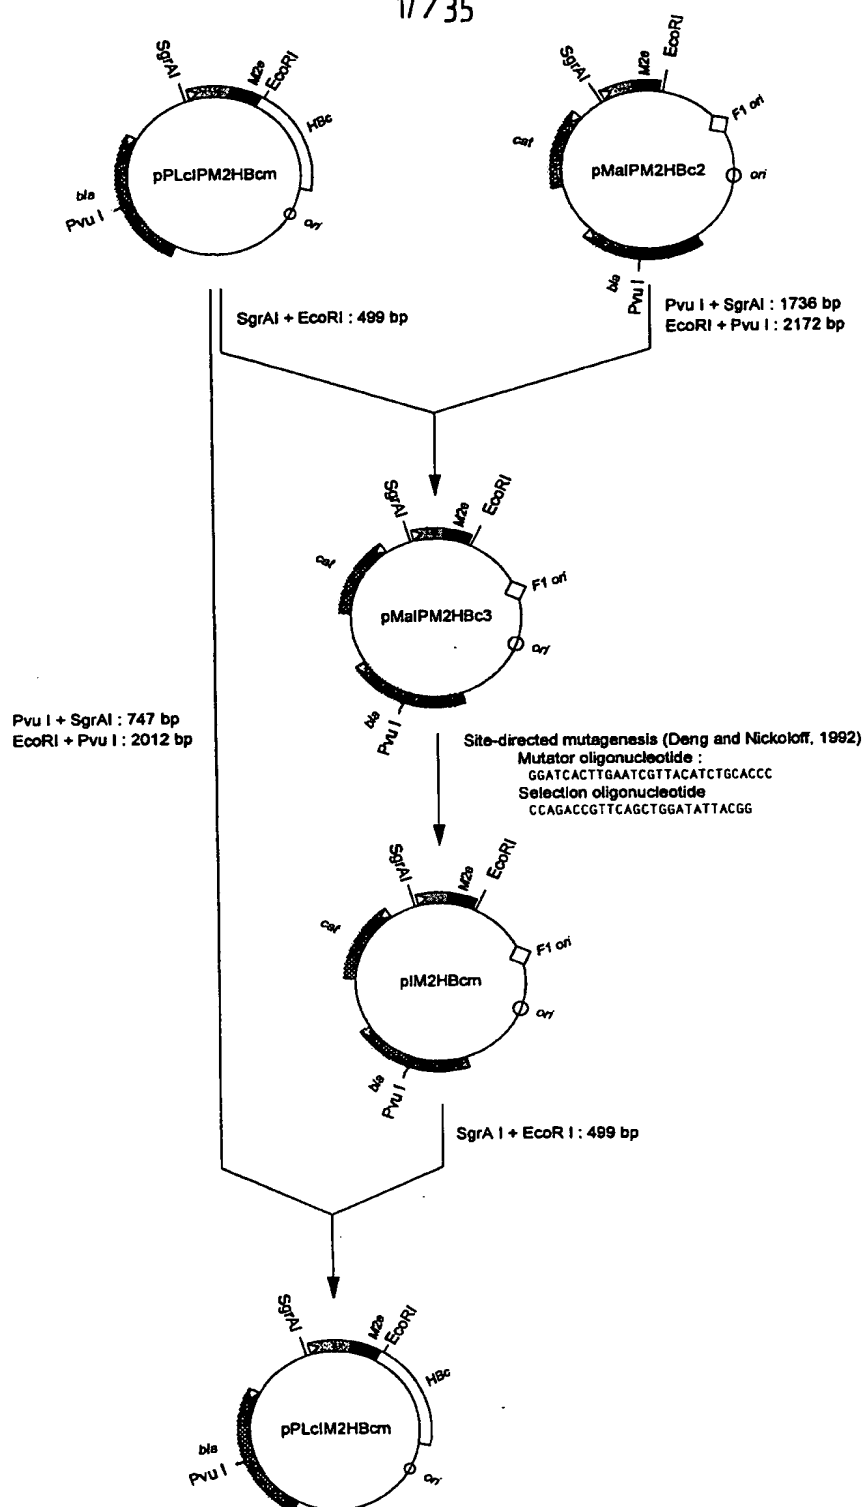 17/35
SgrAI
M2e
EcoRI
HBc
pPLcIPM2HBcm
bla
Pvu I
ori
SgrAI
M2e
EcoRI
F1 ori
cat
pMalPM2HBc2
ori
bla
Pvu I
SgrAI + EcoRI : 499 bp
Pvu I + SgrAI : 1736 bp
EcoRI + Pvu I : 2172 bp
SgrAI
M2e
EcoRI
cat
F1 ori
pMalPM2HBc3
ori
bla
Pvu I
Pvu I + SgrAI : 747 bp
EcoRI + Pvu I : 2012 bp
Site-directed mutagenesis (Deng and Nickoloff, 1992)
Mutator oligonucleotide :
GGATCACTTGAATCGTTACATCTGCACCC
Selection oligonucleotide
CCAGACCGTTCAGCTGGATATTACGG
SgrAI
M2e
EcoRI
cat
F1 ori
pIM2HBcm
ori
bla
Pvu I
SgrA I + EcoR I : 499 bp
SgrAI
M2e
EcoRI
HBc
pPLcIM2HBcm
bla
Pvu I
ori